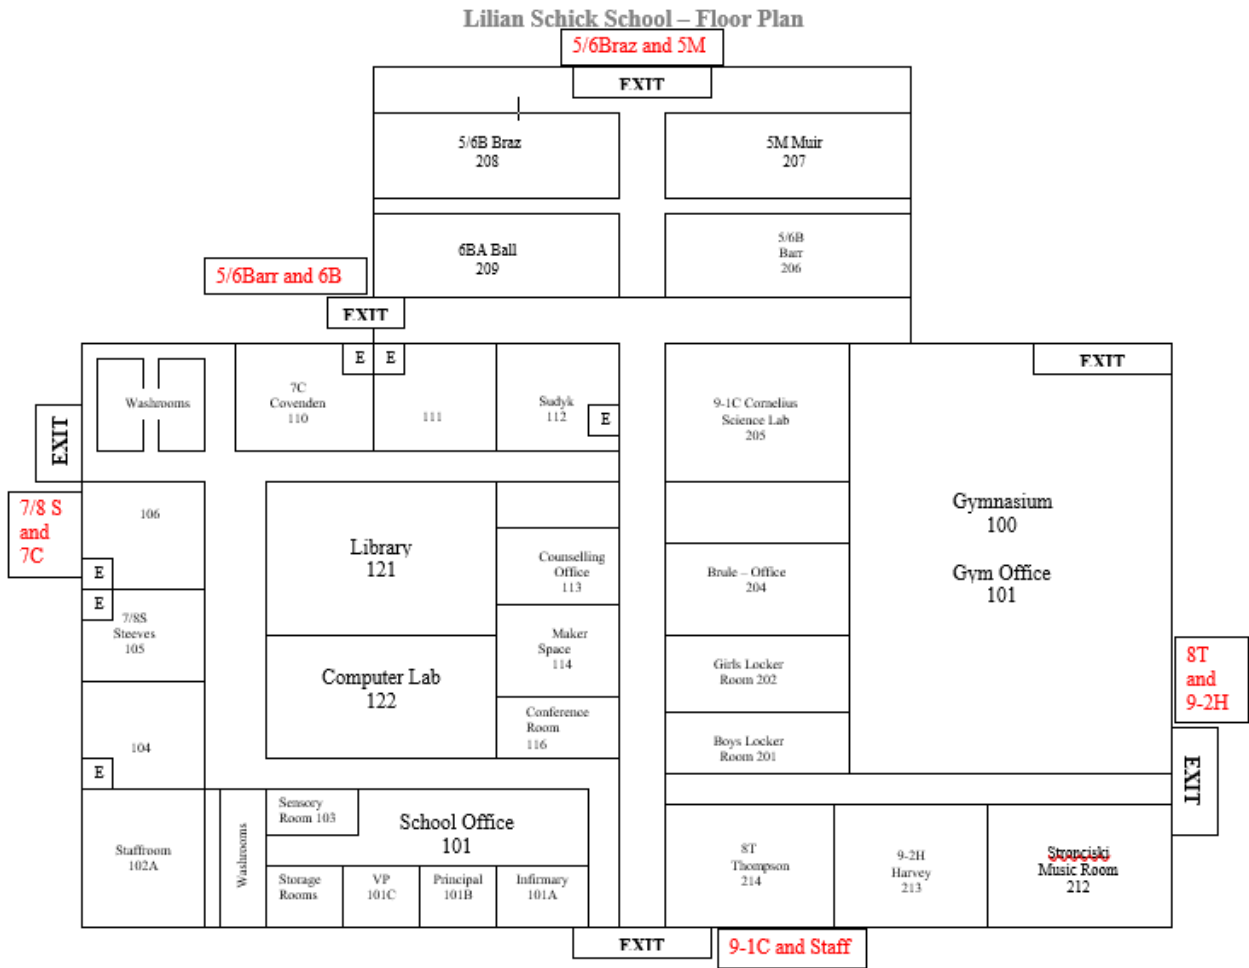 Lilian Schick School – Floor Plan
5/6Braz and 5M
EXIT
5/6B Braz
208
5M Muir
207
6BA Ball
209
5/6B
Barr
206
5/6Barr and 6B
EXIT
E
E
EXIT
Washrooms
7C
Covenden
110
111
Sudyk
112
E
9-1C Cornelius
Science Lab
205
EXIT
7/8 S
and
7C
106
E
E
7/8S
Steeves
105
104
E
Library
121
Computer Lab
122
Counselling
Office
113
Maker
Space
114
Conference
Room
116
Brule – Office
204
Girls Locker
Room 202
Boys Locker
Room 201
Gymnasium
100
Gym Office
101
8T
and
9-2H
EXIT
Staffroom
102A
Washrooms
Sensory
Room 103
School Office
101
Storage
Rooms
VP
101C
Principal
101B
Infirmary
101A
8T
Thompson
214
9-2H
Harvey
213
Stronciski
Music Room
212
EXIT
9-1C and Staff